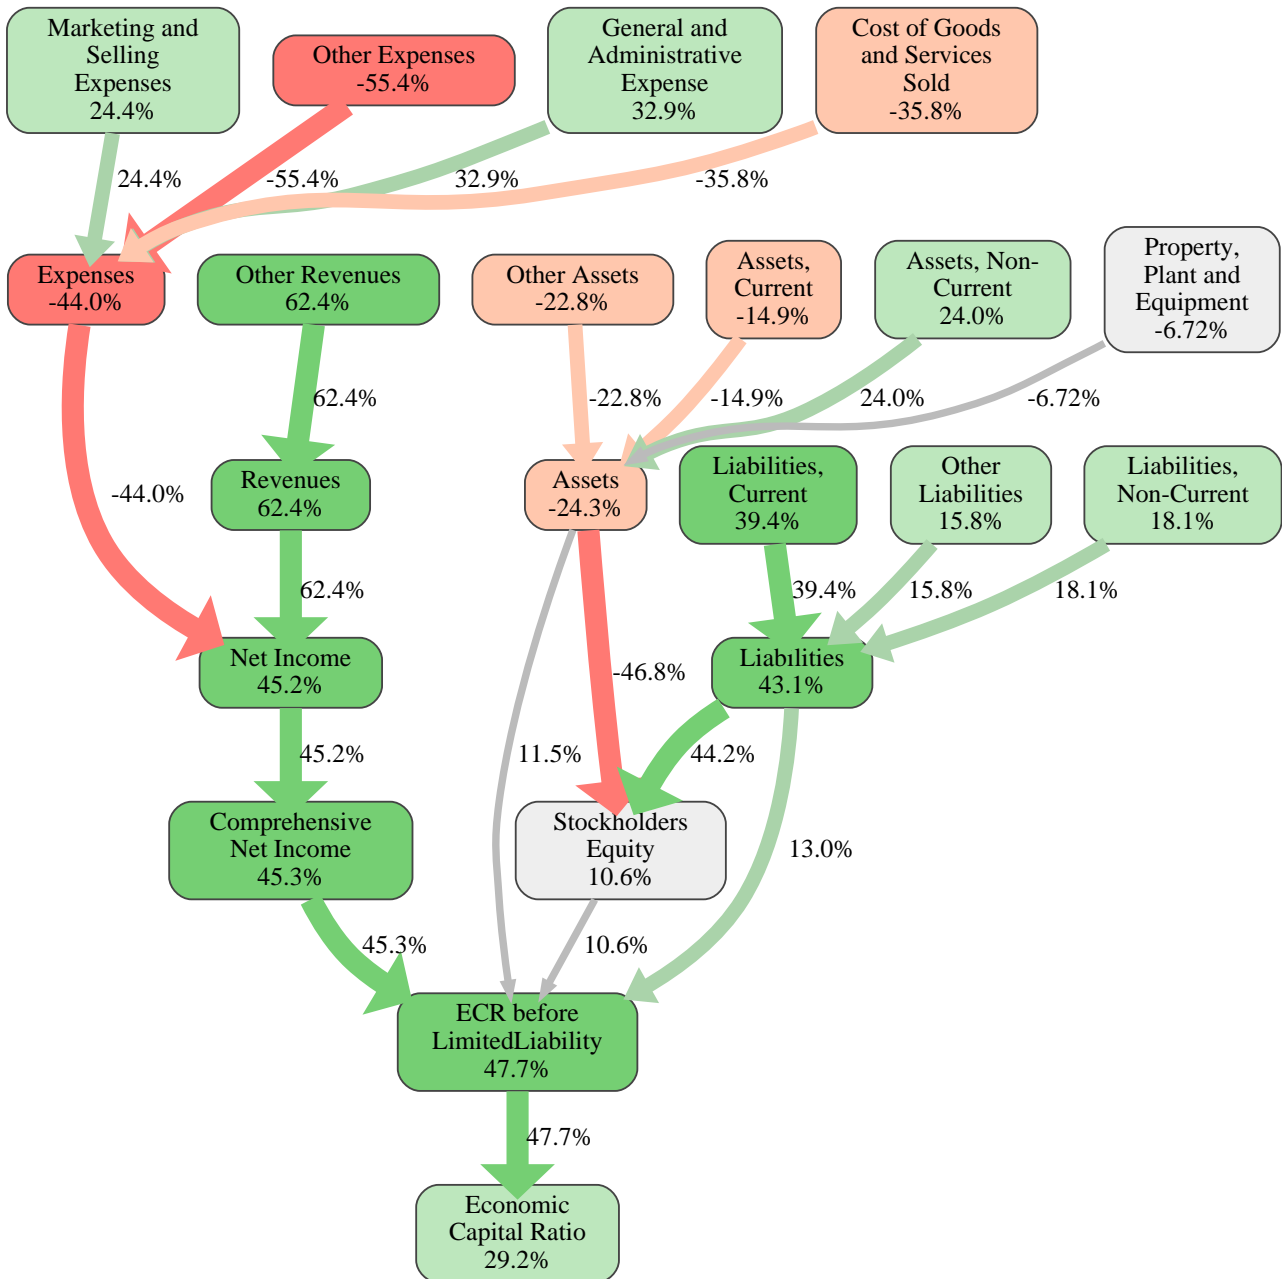 Marketing and
Selling
Expenses
24.4%
Other Expenses
-55.4%
General and
Administrative
Expense
32.9%
Cost of Goods
and Services
Sold
-35.8%
24.4%
-55.4%
32.9%
-35.8%
Expenses
-44.0%
Other Revenues
62.4%
Other Assets
-22.8%
Assets,
Current
-14.9%
Assets, Non-
Current
24.0%
Property,
Plant and
Equipment
-6.72%
62.4%
-22.8%
-14.9%
24.0%
-6.72%
-44.0%
Revenues
62.4%
Assets
-24.3%
Liabilities,
Current
39.4%
Other
Liabilities
15.8%
Liabilities,
Non-Current
18.1%
62.4%
39.4%
15.8%
18.1%
Net Income
45.2%
-46.8%
Liabilities
43.1%
45.2%
11.5%
44.2%
Comprehensive
Net Income
45.3%
Stockholders
Equity
10.6%
13.0%
45.3%
10.6%
ECR before
LimitedLiability
47.7%
47.7%
Economic
Capital Ratio
29.2%